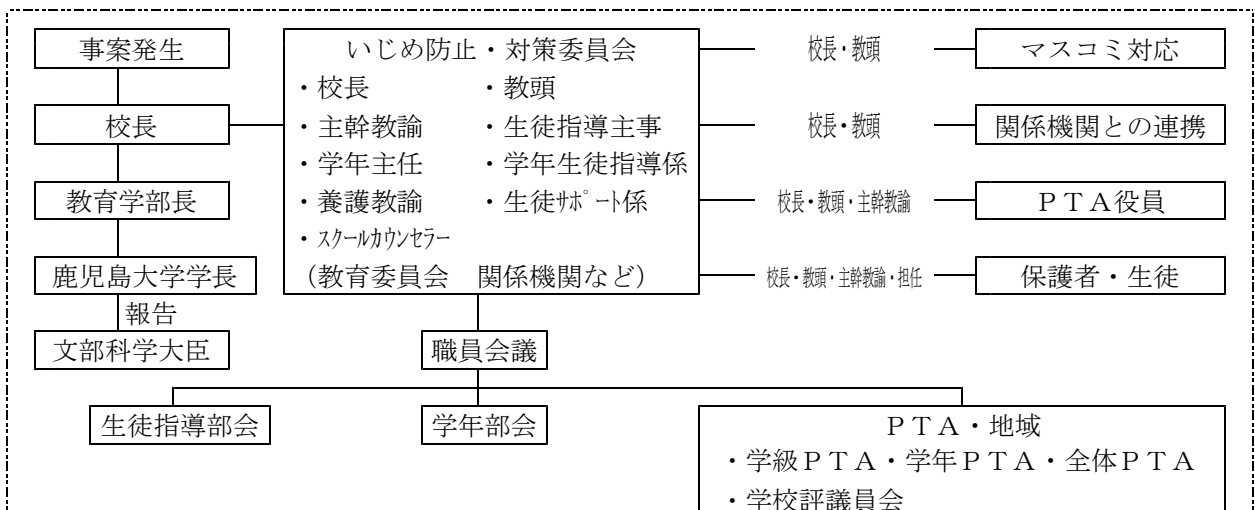 事案発生
校長
教育学部長
鹿児島大学学長
報告
文部科学大臣
いじめ防止・対策委員会
・校長　・教頭
・主幹教諭　・生徒指導主事
・学年主任　・学年生徒指導係
・養護教諭　・生徒ｻﾎﾟｰﾄ係
・ｽｸｰﾙｶｳﾝｾﾗｰ
（教育委員会　関係機関など）
校長・教頭
マスコミ対応
校長・教頭
関係機関との連携
校長・教頭・主幹教諭
ＰＴＡ役員
校長・教頭・主幹教諭・担任
保護者・生徒
職員会議
生徒指導部会
学年部会
ＰＴＡ・地域
・学級ＰＴＡ・学年ＰＴＡ・全体ＰＴＡ
・学校評議員会